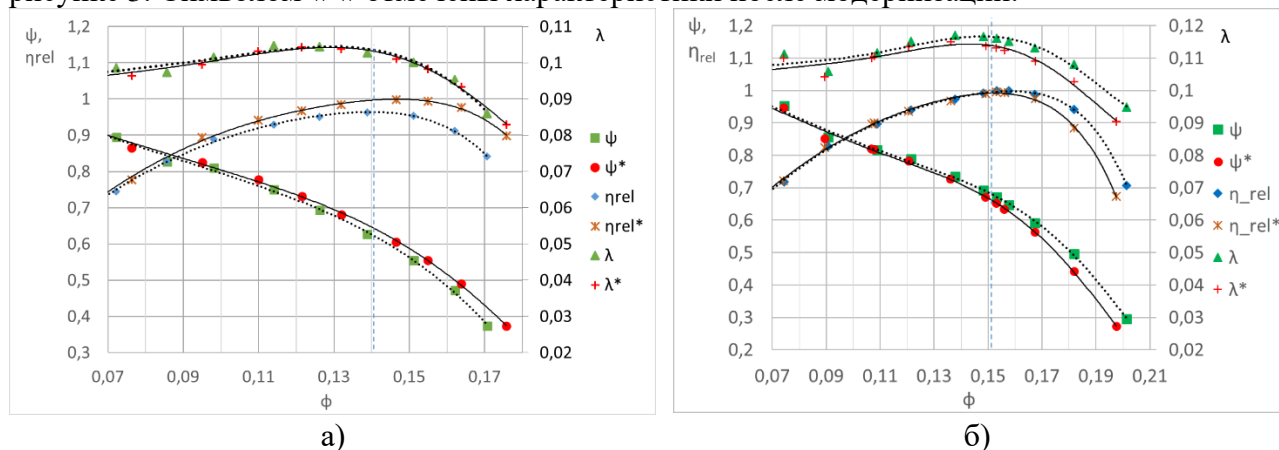 рисунке Символом отмечены характеристики после модернизации.
ψ,
ηrel
λ
1,2
1,1
1
0,9
0,8
0,7
0,6
0,5
0,4
0,3
0,11
0,1
0,09
0,08
0,07
0,06
0,05
0,04
0,03
0,02
0,07 0,09 0,11 0,13 0,15 0,17
ϕ
ψ
ψ*
ηrel
ηrel*
λ
λ*
а)
ψ,
ηrel
λ
1,2
1,1
1
0,9
0,8
0,7
0,6
0,5
0,4
0,3
0,2
0,12
0,11
0,1
0,09
0,08
0,07
0,06
0,05
0,04
0,03
0,02
0,07 0,09 0,11 0,13 0,15 0,17 0,19 0,21
ϕ
ψ
ψ*
η_rel
η_rel*
λ
λ*
б)